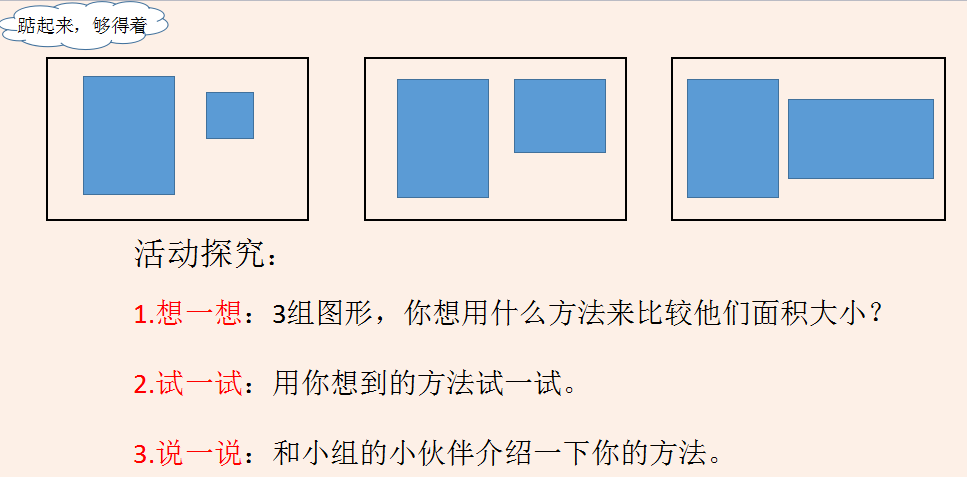 踮起来，够得着
活动探究：
1.想一想：3组图形，你想用什么方法来比较他们面积大小？
2.试一试：用你想到的方法试一试。
3.说一说：和小组的小伙伴介绍一下你的方法。